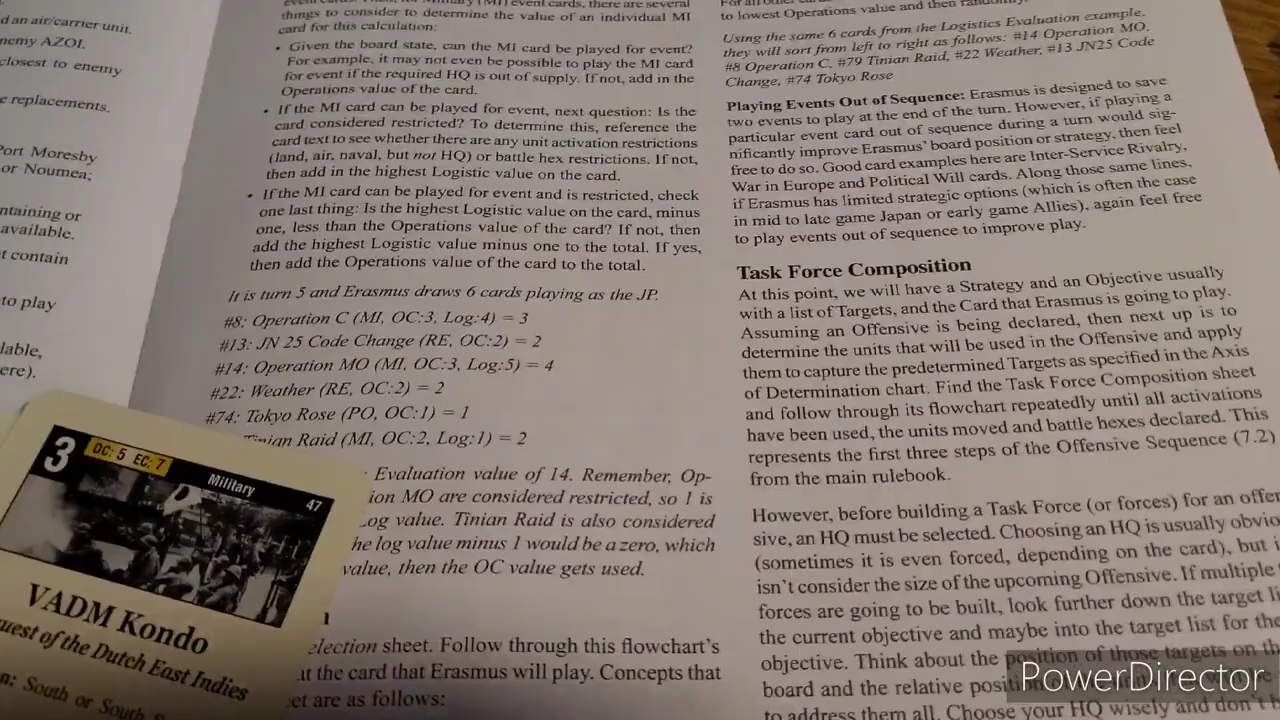 d an air/carrier unit.
nemy AZOI.
closest to enemy
e replacements.
Port Moresby
or Noumea;
ntaining or
available.
t contain
to play
lable,
ere).
event cards. Then, for Military (MI) event cards, there are several
things to consider to determine the value of an individual MI
card for this calculation:
• Given the board state, can the MI card be played for event?
For example, it may not even be possible to play the MI card
for event if the required HQ is out of supply. If not, add in the
Operations value of the card.
• If the MI card can be played for event, next question: Is the
card considered restricted? To determine this, reference the
card text to see whether there are any unit activation restrictions
(land, air, naval, but not HQ) or battle hex restrictions. If not,
then add in the highest Logistic value on the card.
• If the MI card can be played for event and is restricted, check
one last thing: Is the highest Logistic value on the card, minus
one, less than the Operations value of the card? If not, then
add the highest Logistic value minus one to the total. If yes,
then add the Operations value of the card to the total.
It is turn 5 and Erasmus draws 6 cards playing as the JP.
#8: Operation C (MI, OC:3, Log:4) = 3
#13: JN 25 Code Change (RE, OC:2) = 2
#14: Operation MO (MI, OC:3, Log:5) = 4
#22: Weather (RE, OC:2) = 2
#74: Tokyo Rose (PO, OC:1) = 1
Tinian Raid (MI, OC:2, Log:1) = 2
Evaluation value of 14. Remember, Op-
ion MO are considered restricted, so 1 is
Log value. Tinian Raid is also considered
he log value minus 1 would be a zero, which
value, then the OC value gets used.
election sheet. Follow through this flowchart's
ut the card that Erasmus will play. Concepts that
et are as follows:
3
OC: 5 EC: 7
Military
47
VADM Kondo
uest of the Dutch East Indies
n: South or South S
to lowest Operations value and then randomly.
Using the same 6 cards from the Logistics Evaluation example,
they will sort from left to right as follows: #14 Operation MO,
#8 Operation C, #79 Tinian Raid, #22 Weather, #13 JN25 Code
Change, #74 Tokyo Rose
Playing Events Out of Sequence: Erasmus is designed to save
two events to play at the end of the turn. However, if playing a
particular event card out of sequence during a turn would sig-
nificantly improve Erasmus' board position or strategy, then feel
free to do so. Good card examples here are Inter-Service Rivalry,
War in Europe and Political Will cards. Along those same lines,
if Erasmus has limited strategic options (which is often the case
in mid to late game Japan or early game Allies), again feel free
to play events out of sequence to improve play.
Task Force Composition
At this point, we will have a Strategy and an Objective usually
with a list of Targets, and the Card that Erasmus is going to play.
Assuming an Offensive is being declared, then next up is to
determine the units that will be used in the Offensive and apply
them to capture the predetermined Targets as specified in the Axis
of Determination chart. Find the Task Force Composition sheet
and follow through its flowchart repeatedly until all activations
have been used, the units moved and battle hexes declared. This
represents the first three steps of the Offensive Sequence (7.2)
from the main rulebook.
However, before building a Task Force (or forces) for an offen
sive, an HQ must be selected. Choosing an HQ is usually obvio
(sometimes it is even forced, depending on the card), but i
isn't consider the size of the upcoming Offensive. If multiple
forces are going to be built, look further down the target li
the current objective and maybe into the target list for the
objective. Think about the position of those targets on th
board and the relative positi
to address them all. Choose your HQ wisely and don't b
PowerDirector